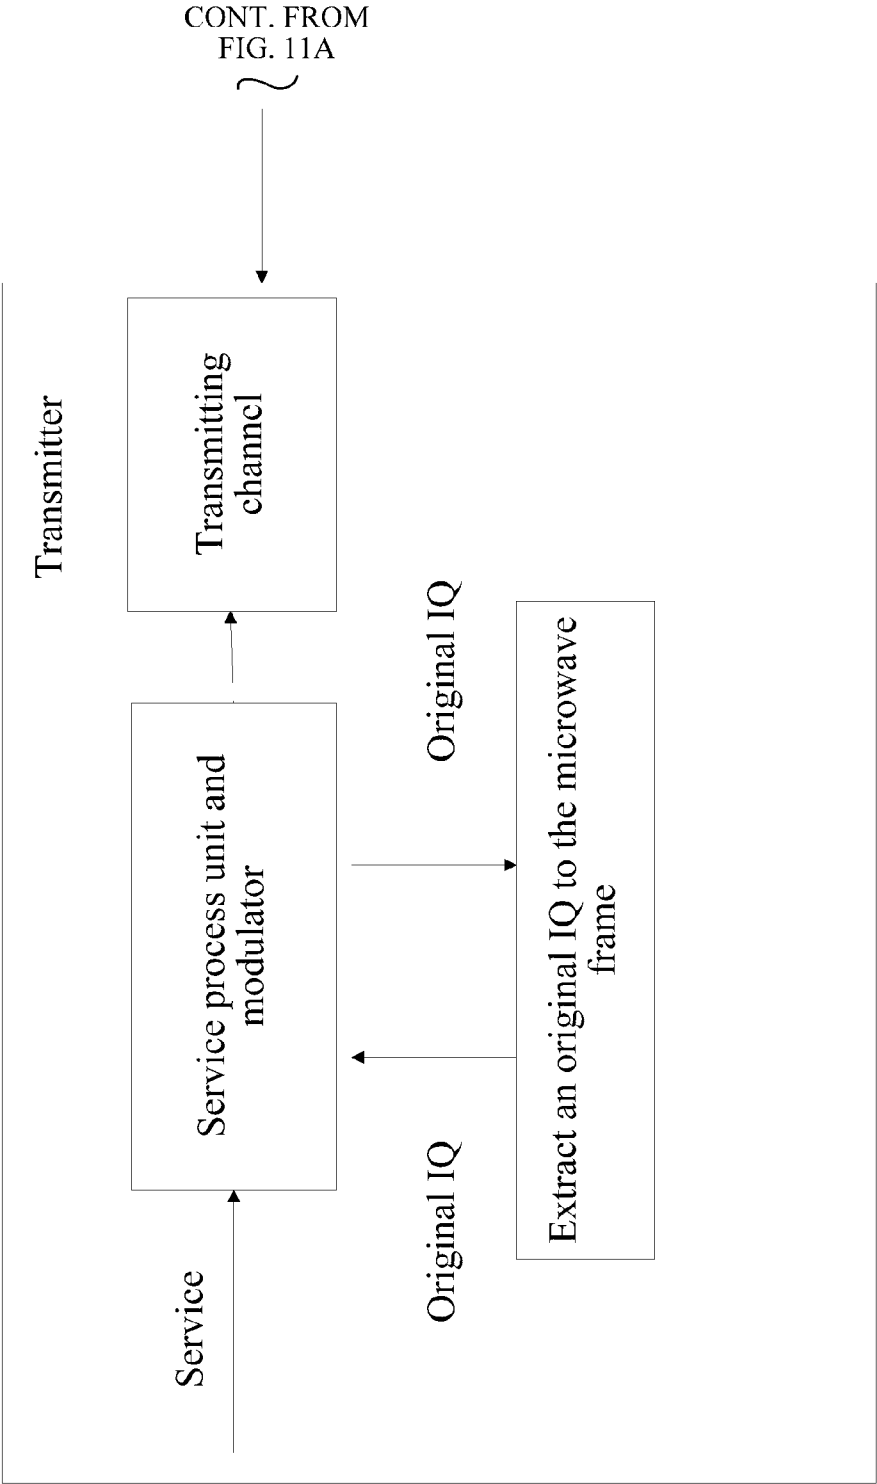 CONT. FROM
FIG. 11A
Transmitter
Transmitting
channel
Service process unit and
modulator
Service
Original IQ
Original IQ
Extract an original IQ to the microwave
frame